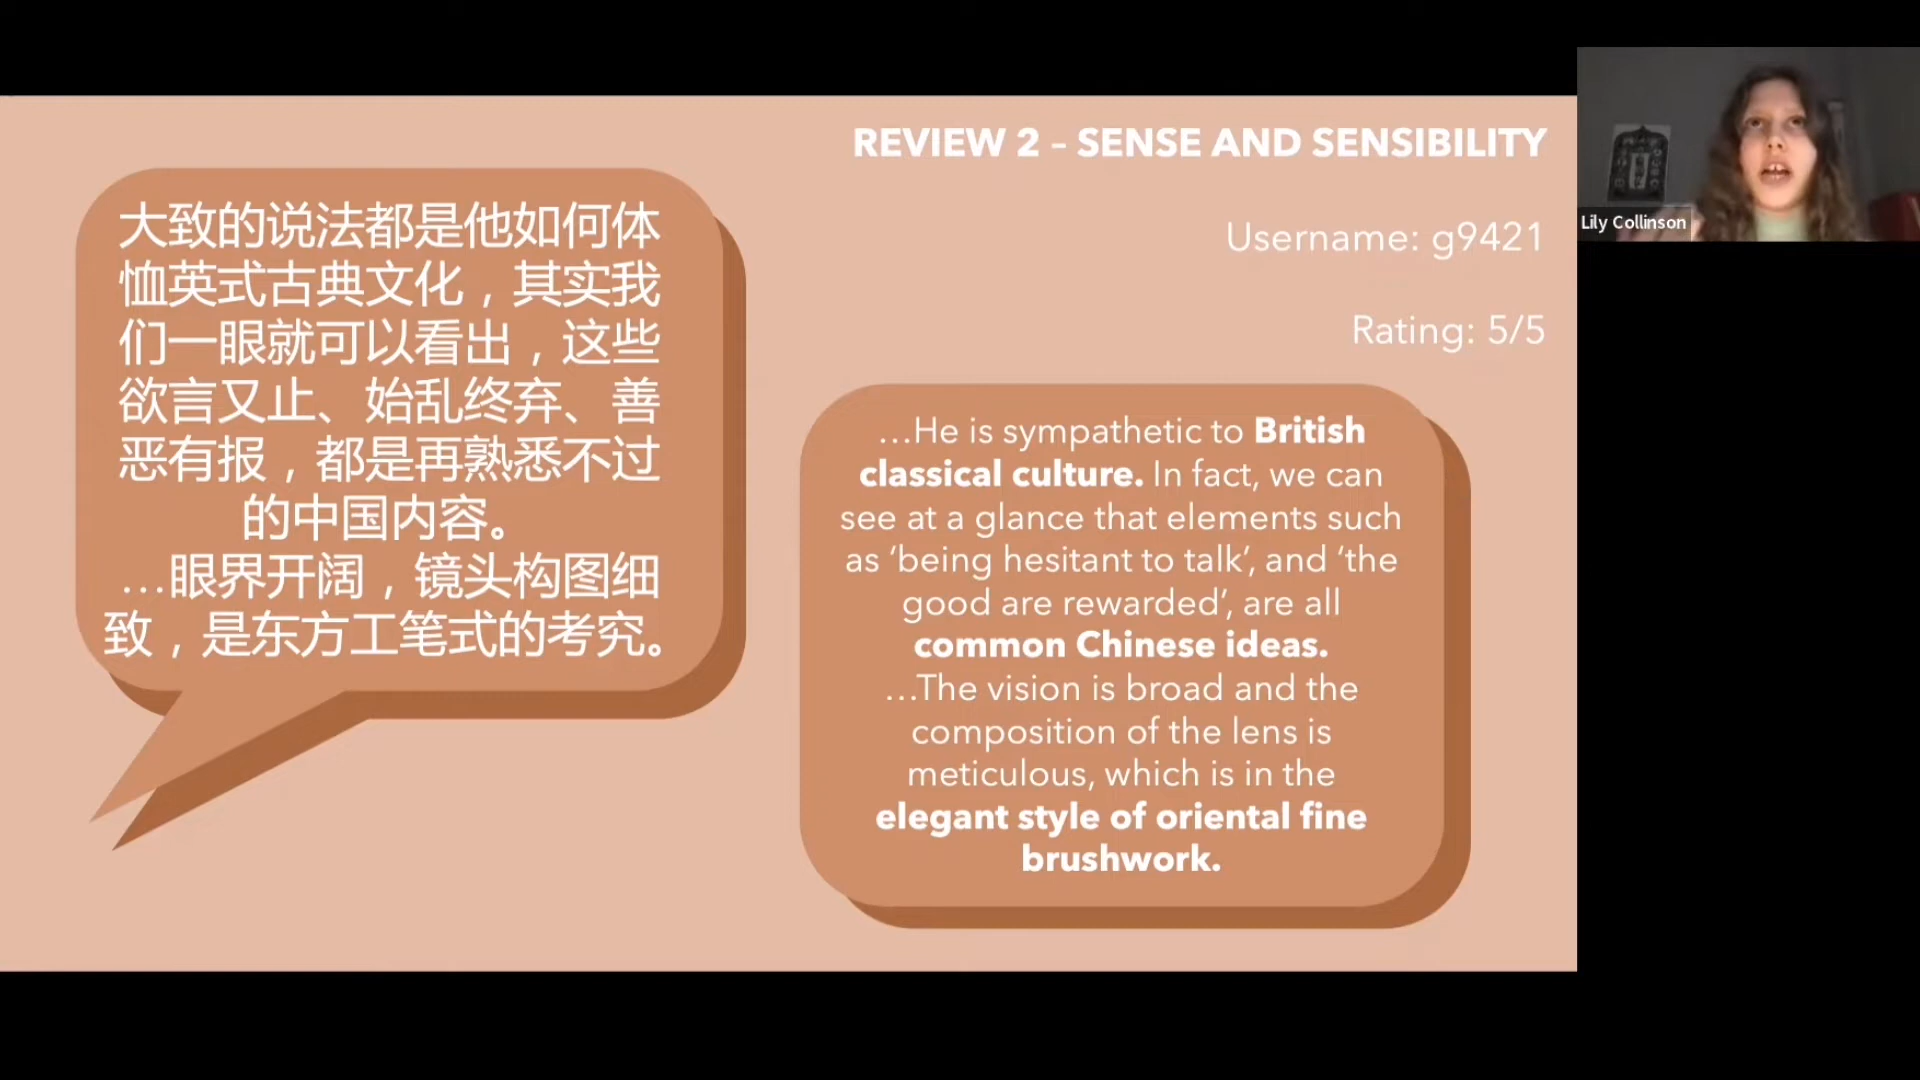 REVIEW 2 – SENSE AND SENSIBILITY
Username: g9421
Rating: 5/5
大致的说法都是他如何体
恤英式古典文化，其实我
们一眼就可以看出，这些
欲言又止、始乱终弃、善
恶有报，都是再熟悉不过
的中国内容。
…眼界开阔，镜头构图细
致，是东方工笔式的考究。
…He is sympathetic to British
classical culture. In fact, we can
see at a glance that elements such
as ‘being hesitant to talk’, and ‘the
good are rewarded’, are all
common Chinese ideas.
…The vision is broad and the
composition of the lens is
meticulous, which is in the
elegant style of oriental fine
brushwork.
Lily Collinson